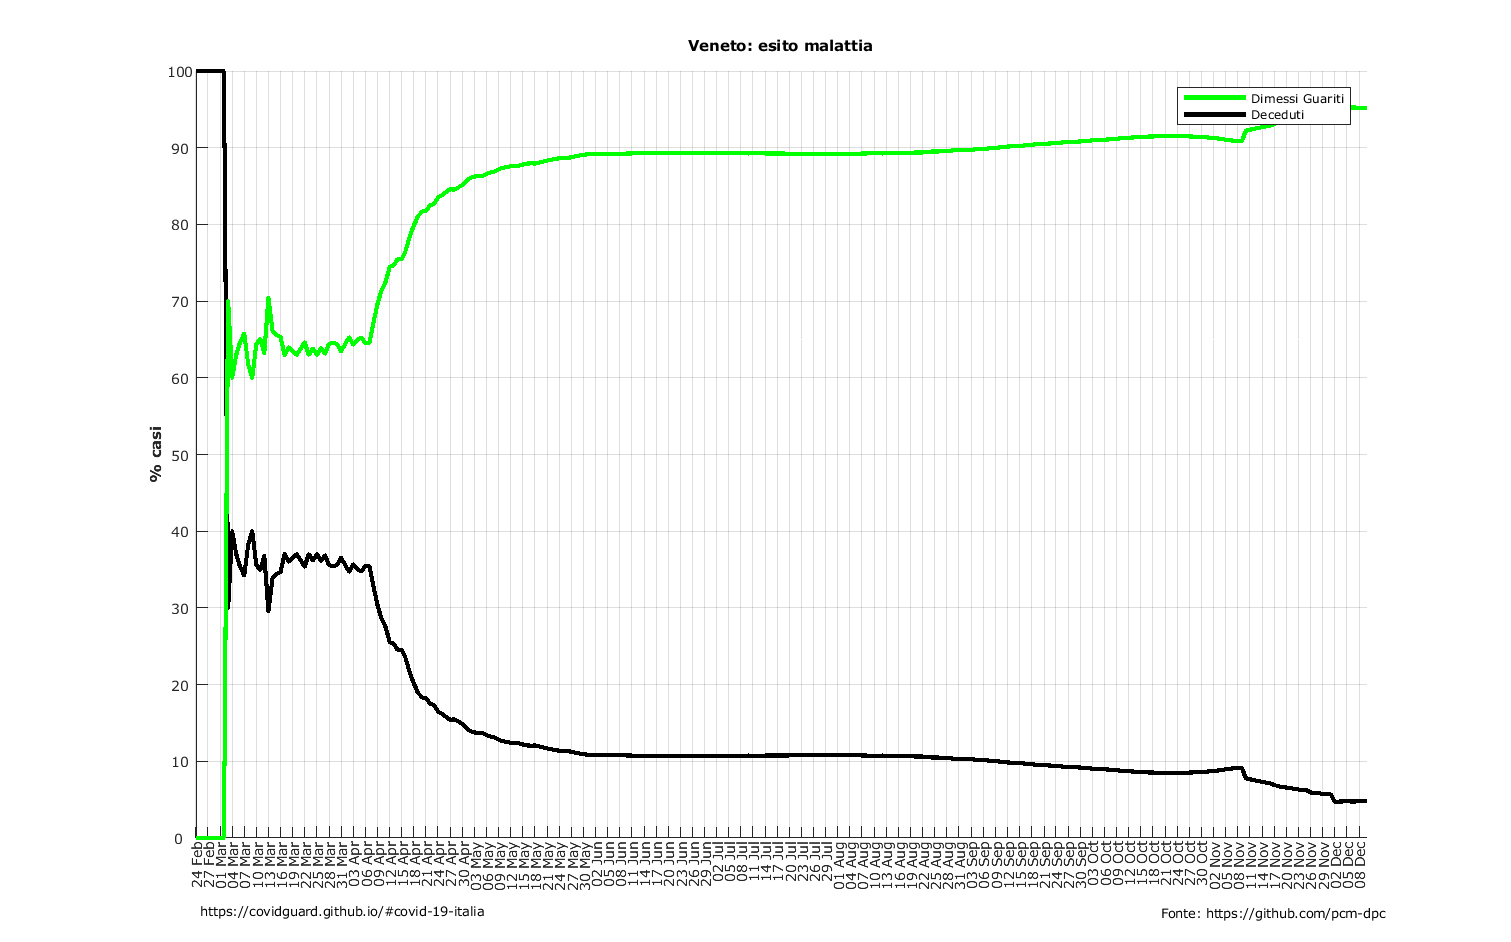 Veneto: esito malattia
Dimessi Guariti
Deceduti
% casi
100
90
80
70
60
50
40
30
20
10
0
24 Feb
27 Feb
01 Mar
04 Mar
07 Mar
10 Mar
13 Mar
16 Mar
19 Mar
22 Mar
25 Mar
28 Mar
31 Mar
03 Apr
06 Apr
09 Apr
12 Apr
15 Apr
18 Apr
21 Apr
24 Apr
27 Apr
30 Apr
03 May
06 May
09 May
12 May
15 May
18 May
21 May
24 May
27 May
30 May
02 Jun
05 Jun
08 Jun
11 Jun
14 Jun
17 Jun
20 Jun
23 Jun
26 Jun
29 Jun
02 Jul
05 Jul
08 Jul
11 Jul
14 Jul
17 Jul
20 Jul
23 Jul
26 Jul
29 Jul
01 Aug
04 Aug
07 Aug
10 Aug
13 Aug
16 Aug
19 Aug
22 Aug
25 Aug
28 Aug
31 Aug
03 Sep
06 Sep
09 Sep
12 Sep
15 Sep
18 Sep
21 Sep
24 Sep
27 Sep
30 Sep
03 Oct
06 Oct
09 Oct
12 Oct
15 Oct
18 Oct
21 Oct
24 Oct
27 Oct
30 Oct
02 Nov
05 Nov
08 Nov
11 Nov
14 Nov
17 Nov
20 Nov
23 Nov
26 Nov
29 Nov
02 Dec
05 Dec
08 Dec
https://covidguard.github.io/#covid-19-italia
Fonte: https://github.com/pcm-dpc